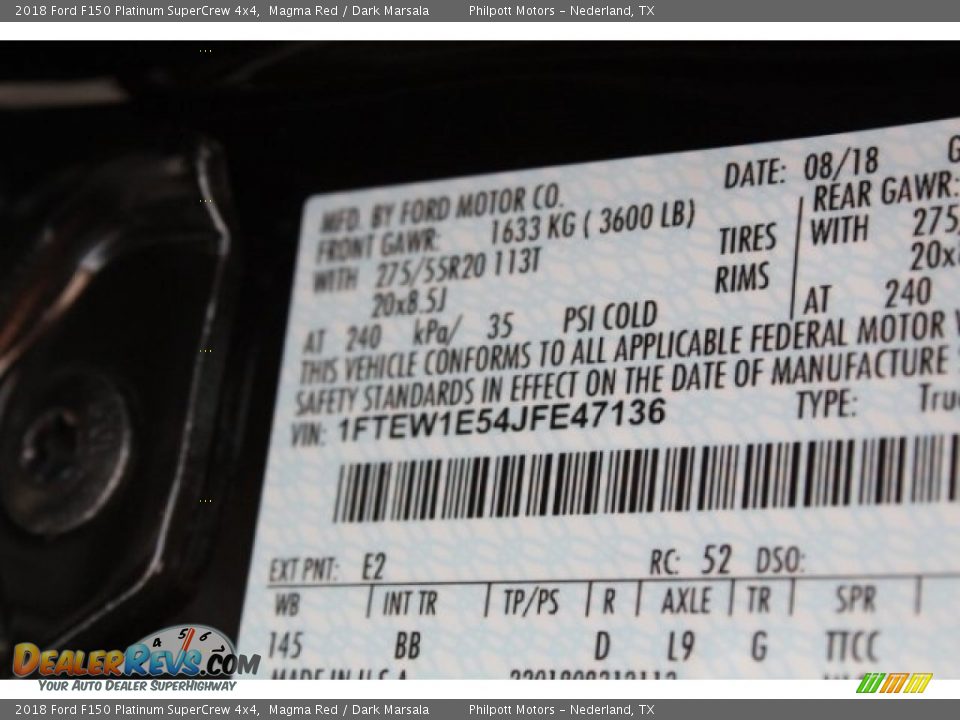 2018 Ford F150 Platinum SuperCrew 4x4, Magma Red / Dark Marsala Philpott Motors - Nederland, TX
MFD. BY FORD MOTOR CO. DATE: 08/18
FRONT GAWR: 1633 KG ( 3600 LB) REAR GAWR:
WITH 275/55R20 113T TIRES WITH 275/
20x8.5J RIMS 20x
AT 240 kPa/ 35 PSI COLD AT 240
THIS VEHICLE CONFORMS TO ALL APPLICABLE FEDERAL MOTOR V
SAFETY STANDARDS IN EFFECT ON THE DATE OF MANUFACTURE
VIN: 1FTEW1E54JFE47136 TYPE: Tru
EXT PNT: E2 RC: 52 DSO:
WB INT TR TP/PS R AXLE TR SPR
145 BB D L9 G TTCC
MADE IN U.S.A.
DEALERREVS.COM
YOUR AUTO DEALER SUPERHIGHWAY
2018 Ford F150 Platinum SuperCrew 4x4, Magma Red / Dark Marsala Philpott Motors - Nederland, TX